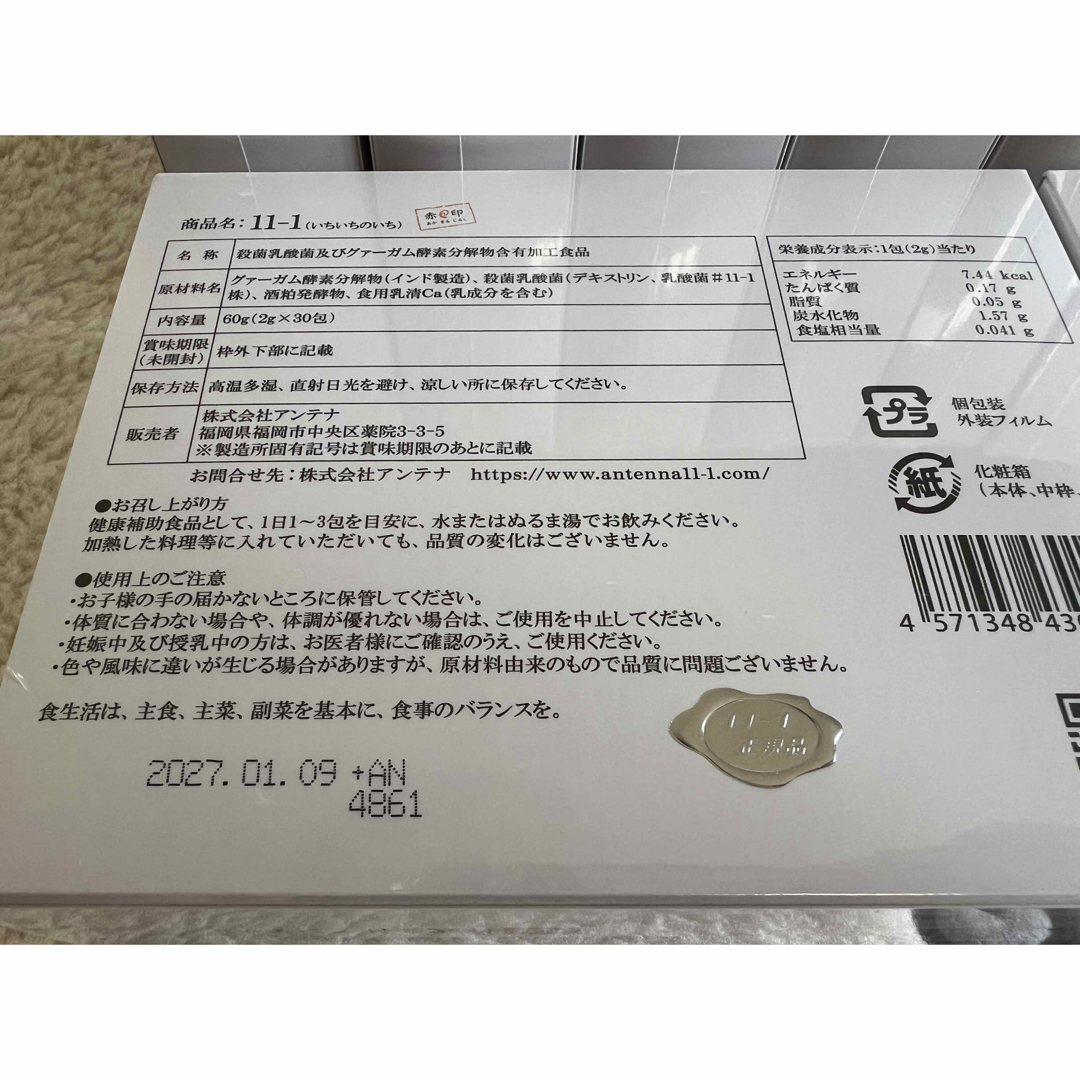 商品名：11-1（いちいちのいち） 赤@印
あか まる じるし
名 称 殺菌乳酸菌及びグァーガム酵素分解物含有加工食品
原材料名 グァーガム酵素分解物（インド製造）、殺菌乳酸菌（デキストリン、乳酸菌＃11-1
株）、酒粕発酵物、食用乳清Ca（乳成分を含む）
内容量 60g（2g×30包）
賞味期限
（未開封） 枠外下部に記載
保存方法 高温多湿、直射日光を避け、涼しい所に保存してください。
販売者 株式会社アンテナ
福岡県福岡市中央区薬院3-3-5
※製造所固有記号は賞味期限のあとに記載
お問合せ先：株式会社アンテナ https://www.antenna11-1.com/
●お召し上がり方
健康補助食品として、1日1～3包を目安に、水またはぬるま湯でお飲みください。
加熱した料理等に入れていただいても、品質の変化はございません。
●使用上のご注意
・お子様の手の届かないところに保管してください。
・体質に合わない場合や、体調が優れない場合は、ご使用を中止してください。
・妊娠中及び授乳中の方は、お医者様にご確認のうえ、ご使用ください。
・色や風味に違いが生じる場合がありますが、原材料由来のもので品質に問題ございません。
食生活は、主食、主菜、副菜を基本に、食事のバランスを。
2027.01.09 +AN
4861
11-1
正規品
栄養成分表示：1包（2g）当たり
エネルギー 7.44 kcal
たんぱく質 0.17 g
脂質 0.05 g
炭水化物 1.57 g
食塩相当量 0.041 g
プラ 個包装
外装フィルム
紙 化粧箱
（本体、中枠
4 571348 43